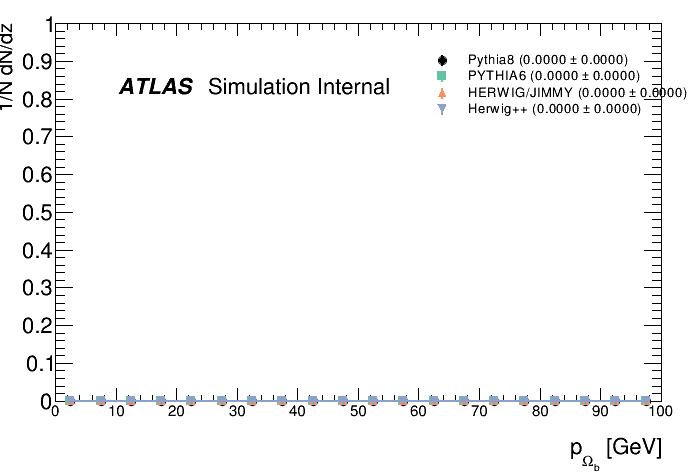 1/N dN/dz
1
0.9
0.8
0.7
0.6
0.5
0.4
0.3
0.2
0.1
0
ATLAS Simulation Internal
Pythia8 (0.0000 ± 0.0000)
PYTHIA6 (0.0000 ± 0.0000)
HERWIG/JIMMY (0.0000 ± 0.0000)
Herwig++ (0.0000 ± 0.0000)
0 10 20 30 40 50 60 70 80 90 100
p_Ω_b [GeV]